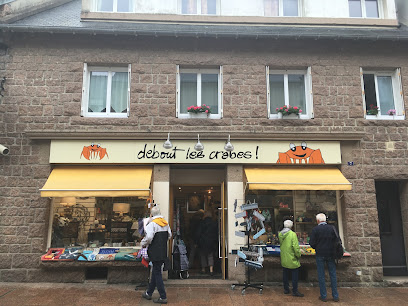 debout les crabes !